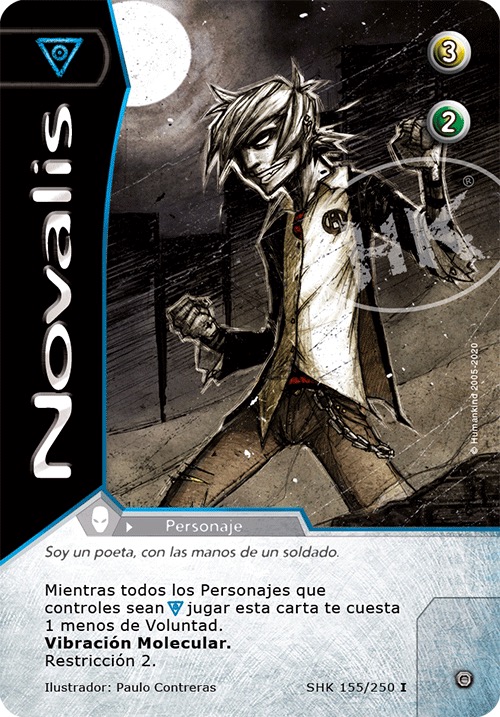 3
2
Novalis
HK®
© Humankind 2005-2020
Personaje
Soy un poeta, con las manos de un soldado.
Mientras todos los Personajes que
controles sean jugar esta carta te cuesta
1 menos de Voluntad.
Vibración Molecular.
Restricción 2.
Ilustrador: Paulo Contreras SHK 155/250 I